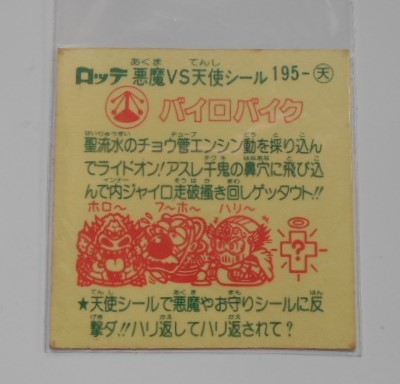 ロッテ 悪魔VS天使シール 195-天
パイロバイク
聖流水のチョウ管エンジン動を採り込ん
でライドオン!アスレ千鬼の鼻穴に飛び込
んで内ジャイロ走破掻き回しゲッタウト!!
ホロ～ フ～ホ～ ハリ～
★天使シールで悪魔やお守りシールに反
撃ダ!!ハリ返してハリ返されて?